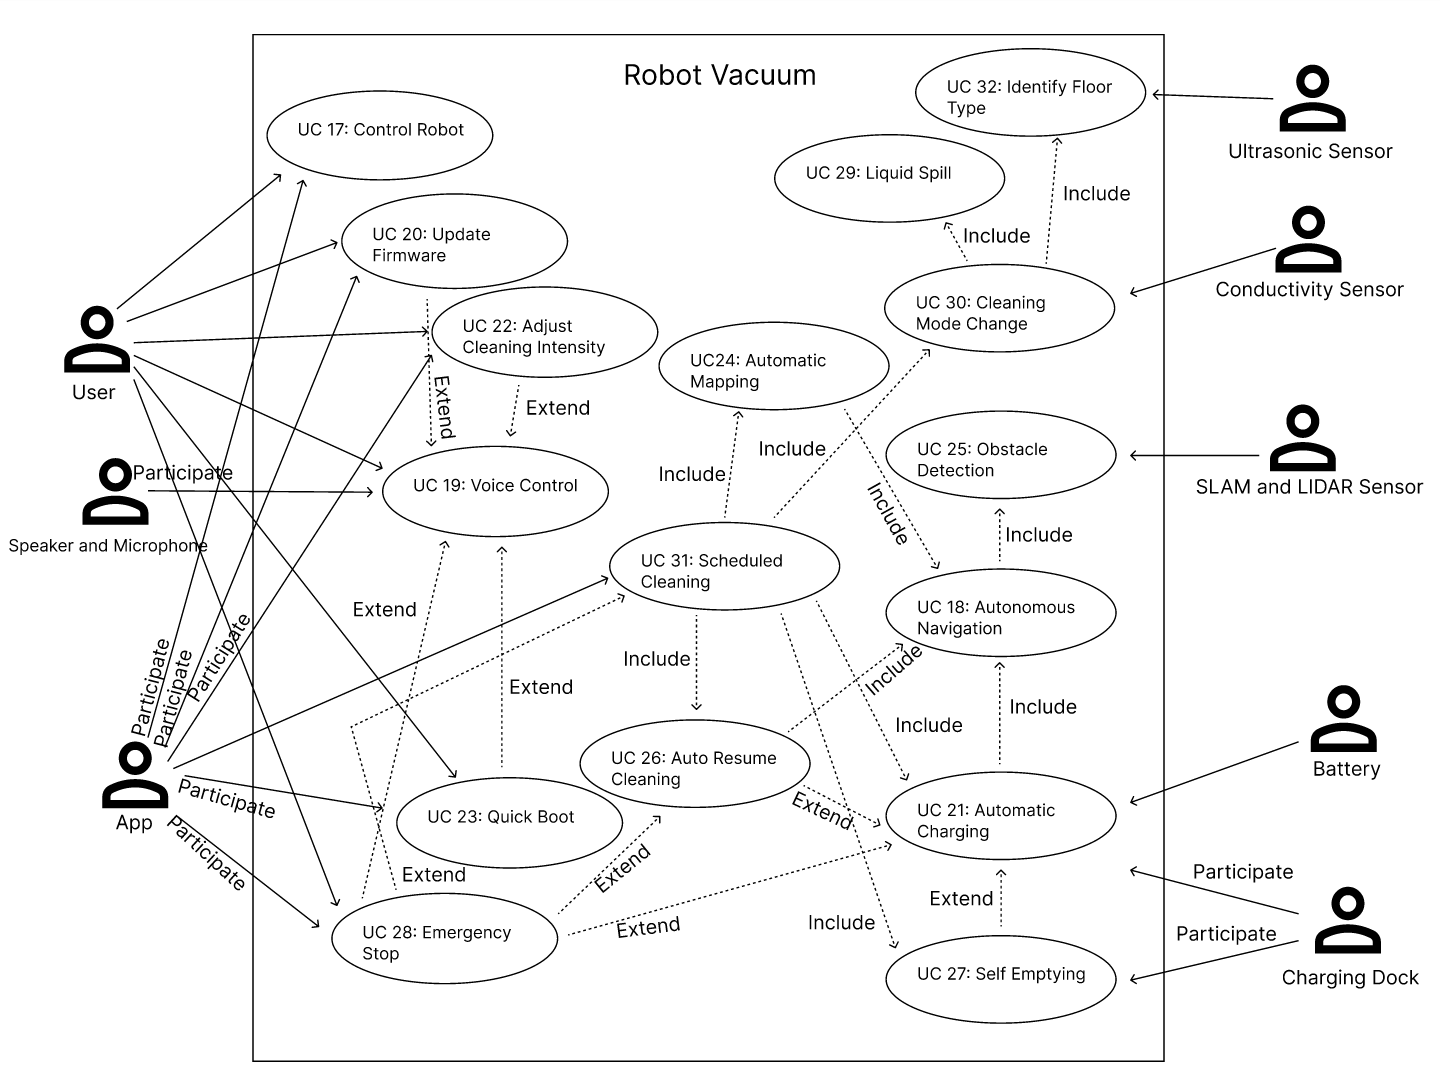 Robot Vacuum
UC 32: Identify Floor
Type
UC 17: Control Robot
Ultrasonic Sensor
UC 29: Liquid Spill
Include
UC 20: Update
Firmware
Include
Conductivity Sensor
UC 30: Cleaning
Mode Change
UC 22: Adjust
Cleaning Intensity
UC24: Automatic
Mapping
User
Extend
Extend
Include
UC 25: Obstacle
Detection
Participate
Include
UC 19: Voice Control
SLAM and LIDAR Sensor
Include
Include
Speaker and Microphone
UC 31: Scheduled
Cleaning
Extend
UC 18: Autonomous
Navigation
Participate
Participate
Participate
Include
Include
Extend
Include
Include
UC 26: Auto Resume
Cleaning
Battery
Participate
Extend
UC 21: Automatic
Charging
App
UC 23: Quick Boot
Participate
Extend
Extend
Participate
Extend
Include
Extend
UC 28: Emergency
Stop
Participate
UC 27: Self Emptying
Charging Dock